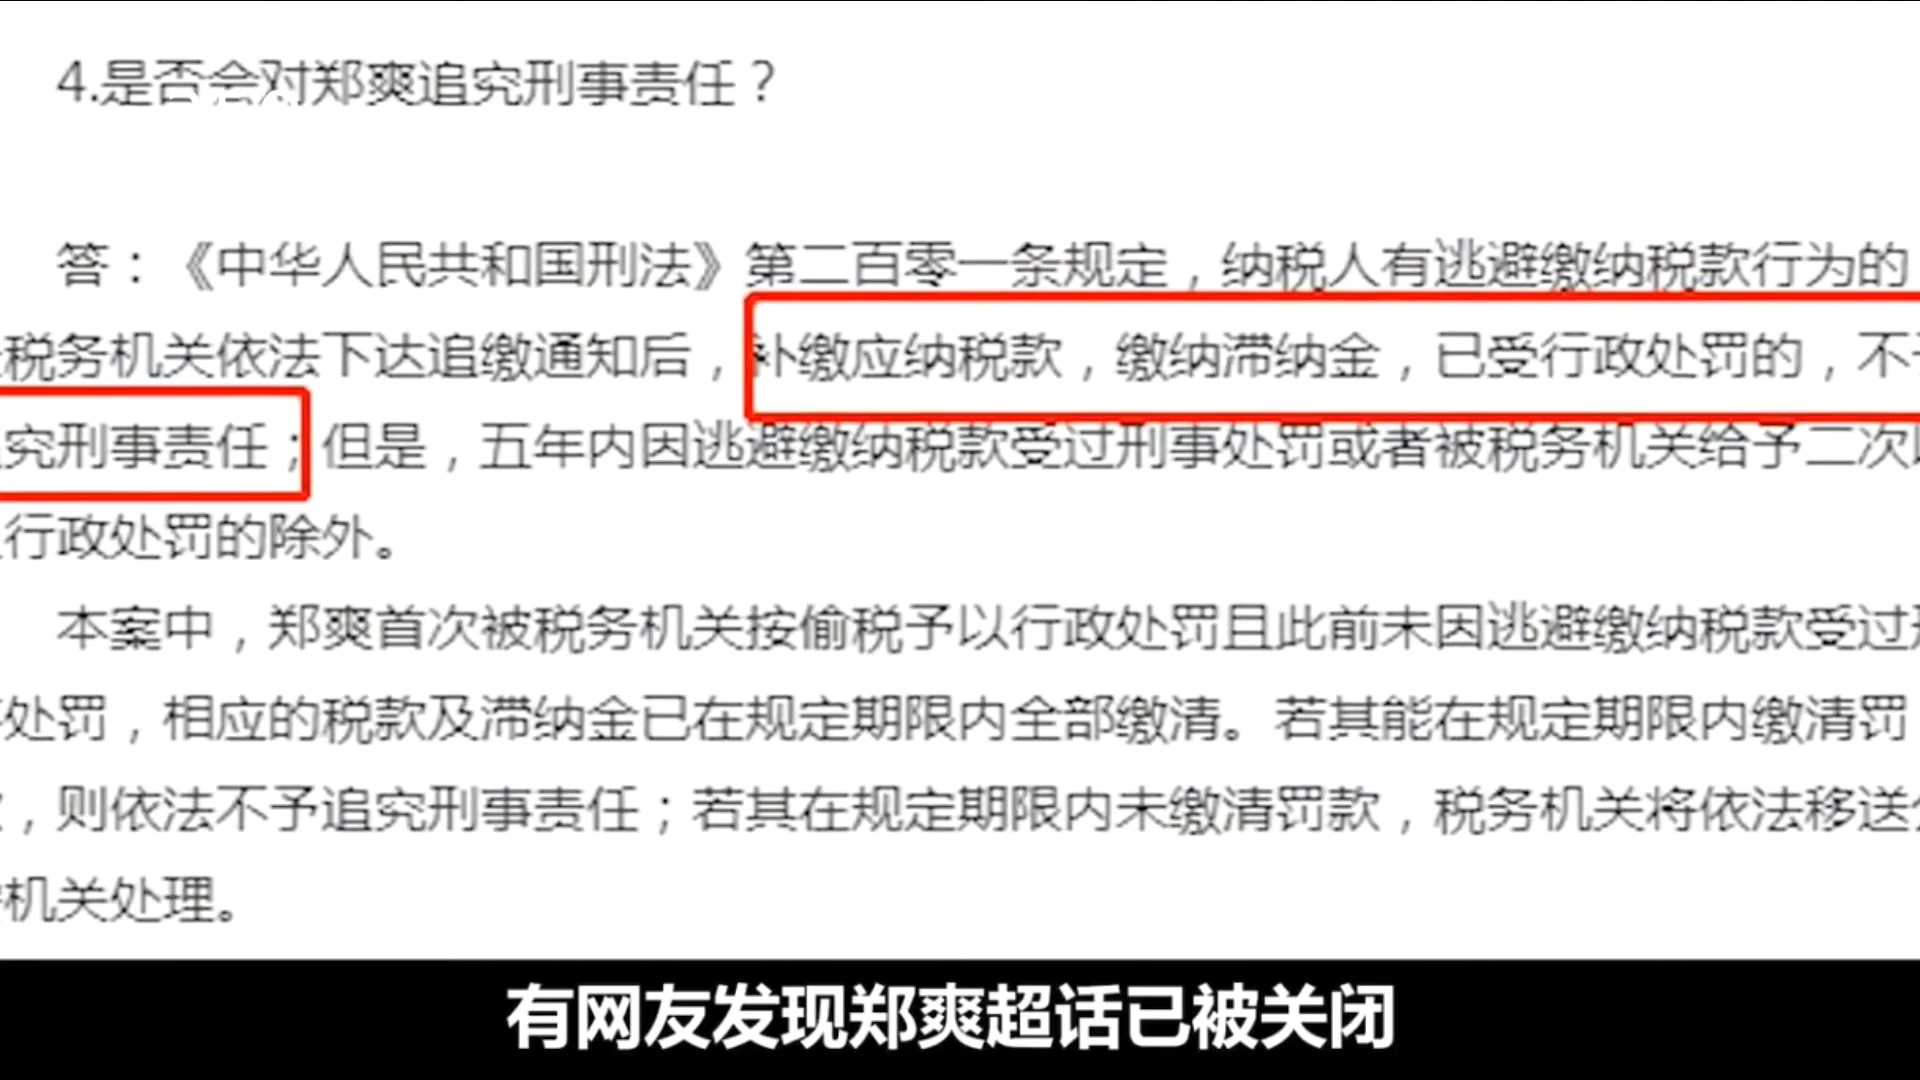 4.是否会对郑爽追究刑事责任？
答：《中华人民共和国刑法》第二百零一条规定，纳税人有逃避缴纳税款行为的
税务机关依法下达追缴通知后，补缴应纳税款，缴纳滞纳金，已受行政处罚的，不
究刑事责任；但是，五年内因逃避缴纳税款受过刑事处罚或者被税务机关给予二次
行政处罚的除外。
本案中，郑爽首次被税务机关按偷税予以行政处罚且此前未因逃避缴纳税款受过
处罚，相应的税款及滞纳金已在规定期限内全部缴清。若其能在规定期限内缴清罚
，则依法不予追究刑事责任；若其在规定期限内未缴清罚款，税务机关将依法移送
机关处理。
有网友发现郑爽超话已被关闭